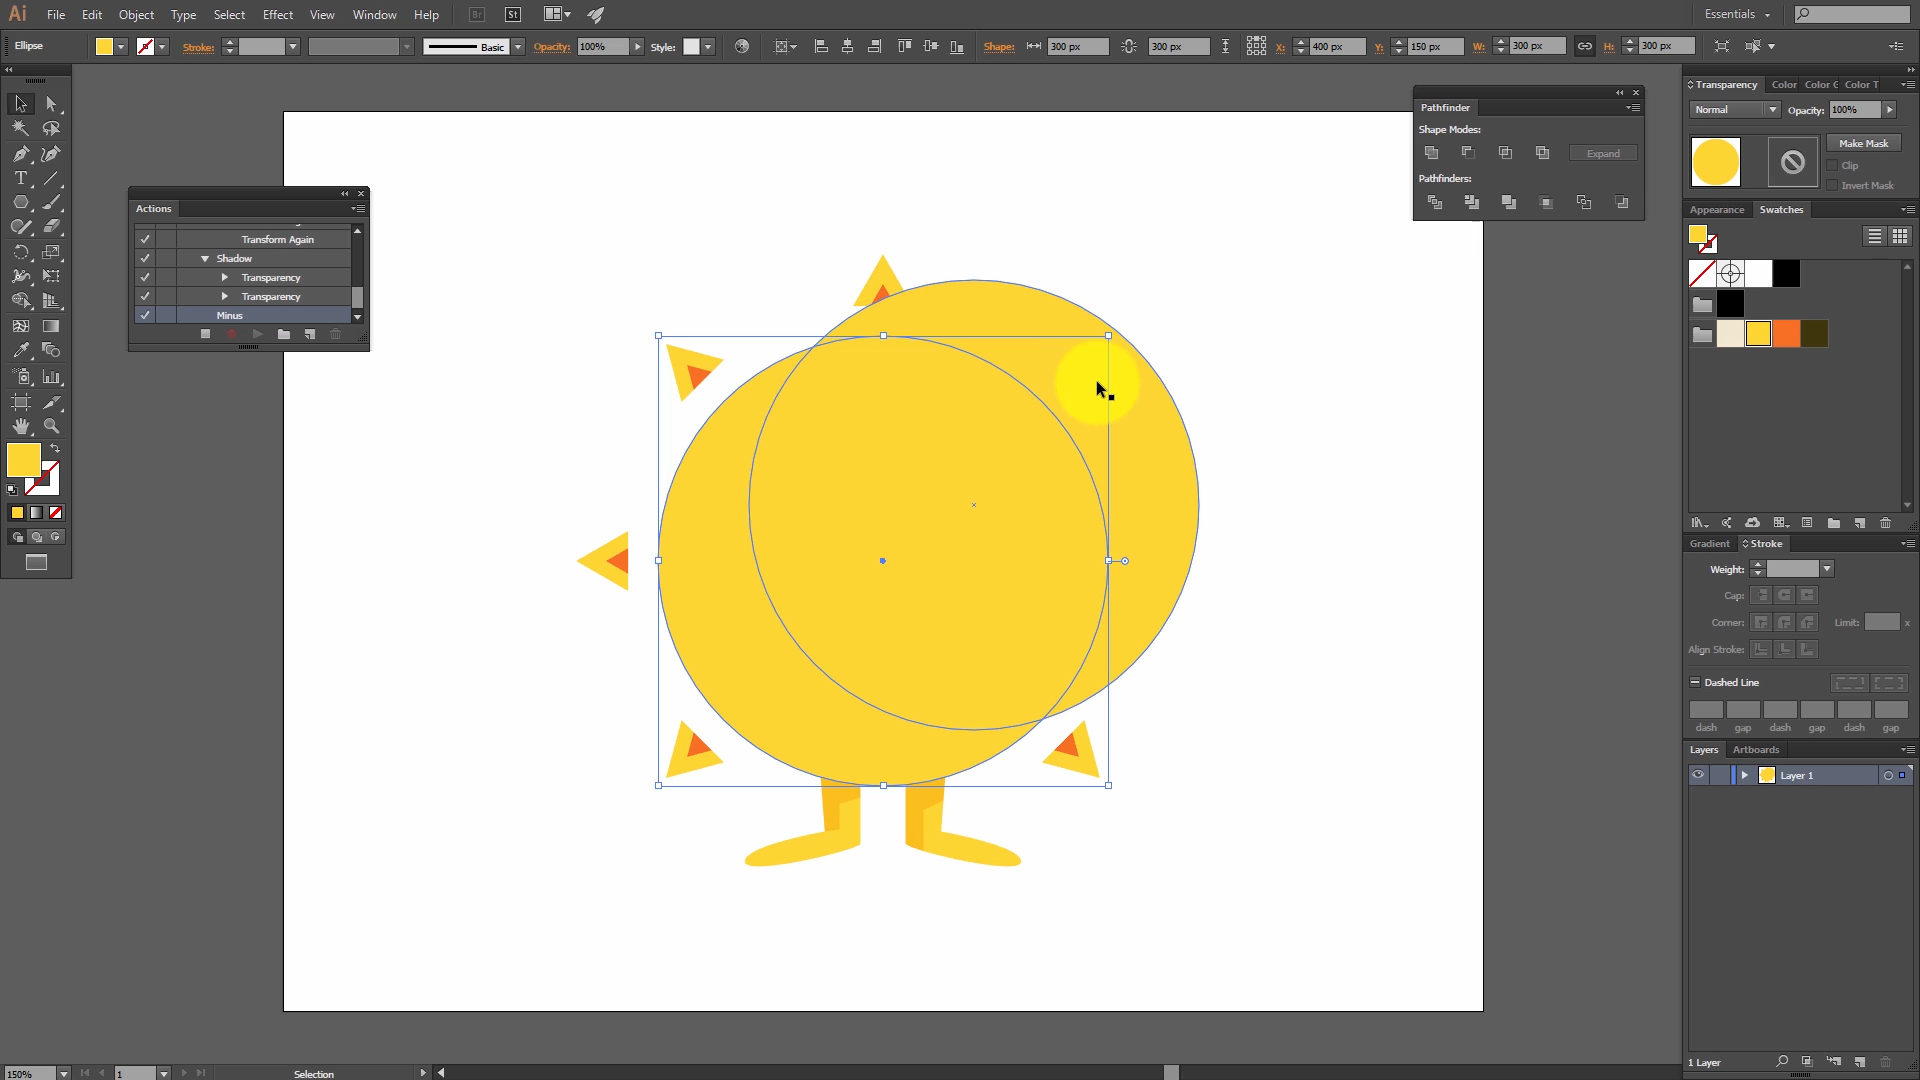 Ai File Edit Object Type Select Effect View Window Help Br St Essentials
Ellipse Stroke: Basic Opacity: 100% Style: Shape: 300 px 300 px X: 400 px Y: 150 px W: 300 px H: 300 px
Transparency Color Color G Color T
Normal Opacity: 100%
Make Mask
Clip
Invert Mask
Pathfinder
Shape Modes:
Expand
Pathfinders:
Actions
Transform Again
Shadow
Transparency
Transparency
Minus
Appearance Swatches
T
Gradient Stroke
Weight:
Cap:
Corner: Limit: x
Align Stroke:
Dashed Line
dash gap dash gap dash gap
Layers Artboards
Layer 1
1 Layer
150% 1 Selection